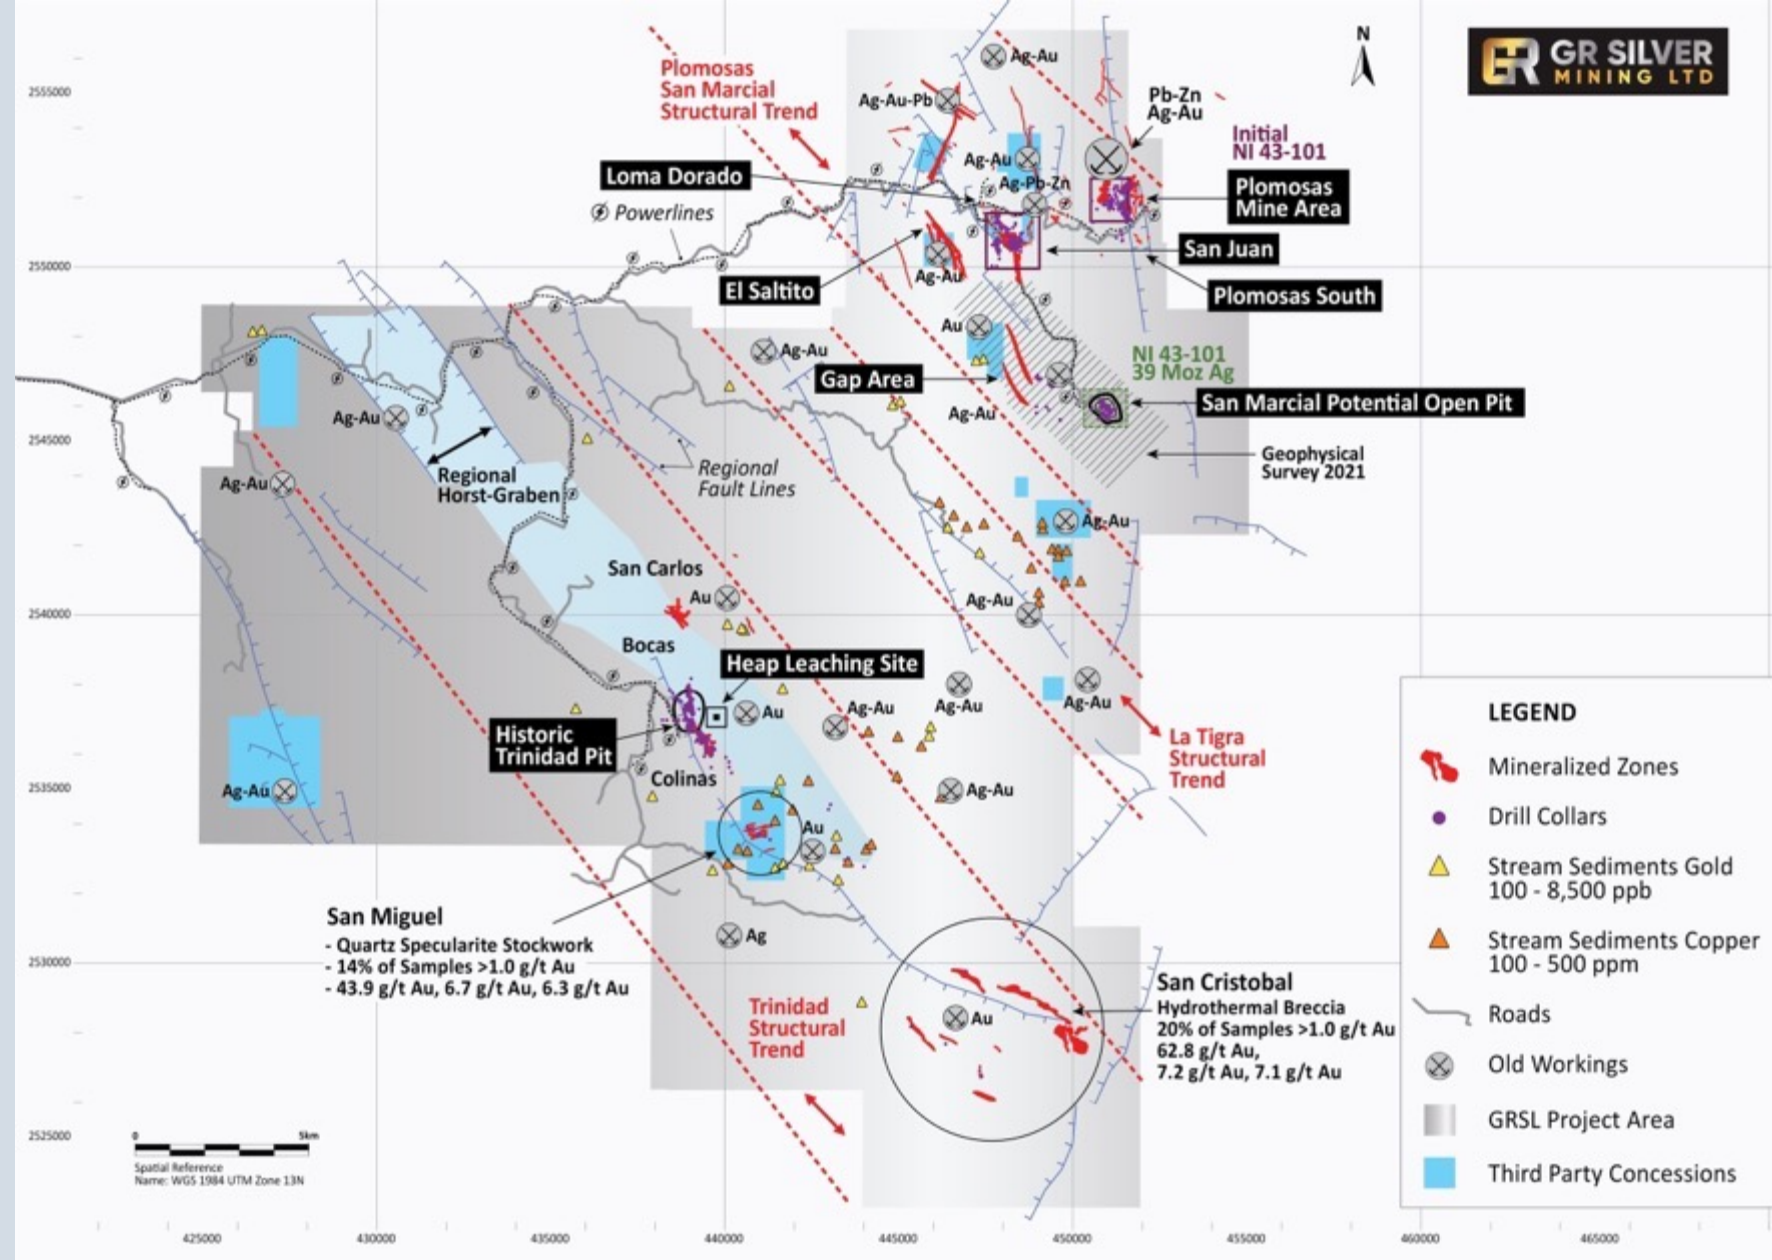 N
GR SILVER
MINING LTD
Plomosas
San Marcial
Structural Trend
Ag-Au
Ag-Au-Pb
Pb-Zn
Ag-Au
Initial
NI 43-101
Ag-Au
Ag-Pb-Zn
Loma Dorado
Plomosas
Mine Area
Powerlines
San Juan
El Saltito
Ag-Au
Plomosas South
Au
Ag-Au
NI 43-101
39 Moz Ag
Gap Area
San Marcial Potential Open Pit
Ag-Au
Ag-Au
Geophysical
Survey 2021
Regional
Fault Lines
Regional
Horst-Graben
Ag-Au
Ag-Au
San Carlos
Au
Ag-Au
Bocas
Heap Leaching Site
Ag-Au
Ag-Au
Ag-Au
Au
Historic
Trinidad Pit
La Tigra
Structural
Trend
Colinas
Ag-Au
Ag-Au
Au
San Miguel
- Quartz Specularite Stockwork
- 14% of Samples >1.0 g/t Au
- 43.9 g/t Au, 6.7 g/t Au, 6.3 g/t Au
Ag
Trinidad
Structural
Trend
Au
San Cristobal
Hydrothermal Breccia
20% of Samples >1.0 g/t Au
62.8 g/t Au,
7.2 g/t Au, 7.1 g/t Au
LEGEND
Mineralized Zones
Drill Collars
Stream Sediments Gold
100 - 8,500 ppb
Stream Sediments Copper
100 - 500 ppm
Roads
Old Workings
GRSL Project Area
Third Party Concessions
2555000
2550000
2545000
2540000
2535000
2530000
2525000
0 5km
Spatial Reference
Name: WGS 1984 UTM Zone 13N
425000 430000 435000 440000 445000 450000 455000 460000 465000